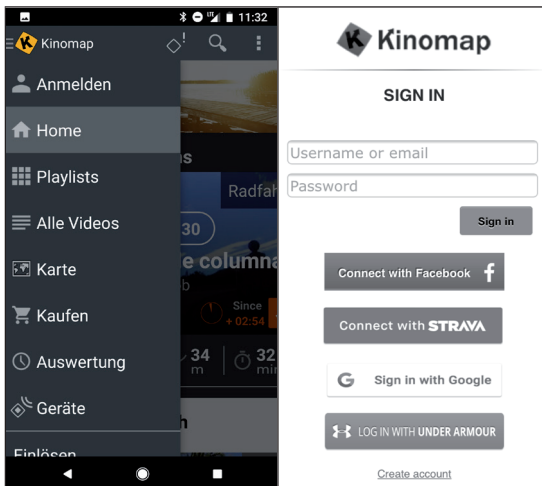 LTE 11:32
Kinomap
Anmelden
Home
Playlists
Alle Videos
Karte
Kaufen
Auswertung
Geräte
Einlösen
s
Radfah
30
e columna
b
Since
+ 02:54
34
m
32
min
h
Kinomap
SIGN IN
Username or email
Password
Sign in
Connect with Facebook f
Connect with STRAVA
G Sign in with Google
LOG IN WITH UNDER ARMOUR
Create account